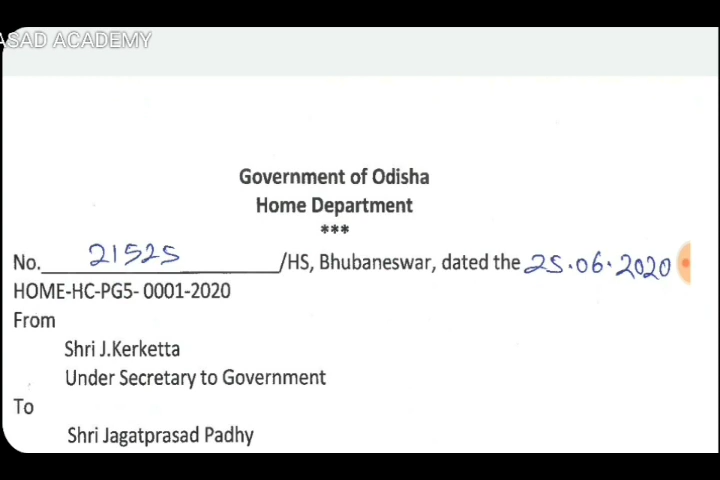 ASAD ACADEMY
Government of Odisha
Home Department
***
No. 21525 /HS, Bhubaneswar, dated the 25.06.2020
HOME-HC-PG5- 0001-2020
From
Shri J.Kerketta
Under Secretary to Government
To
Shri Jagatprasad Padhy